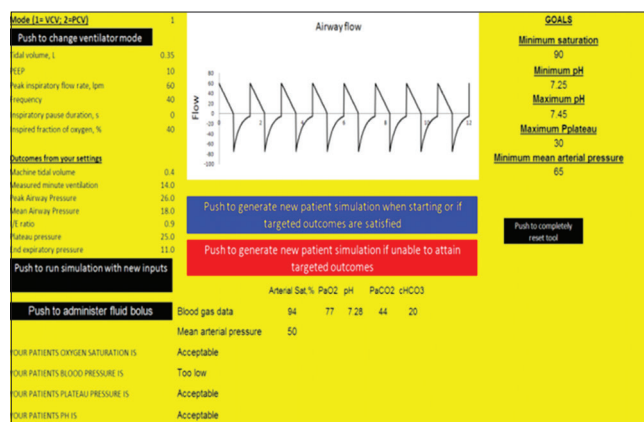 Mode (1= VCV; 2=PCV) 1
Push to change ventilator mode
Tidal volume, L 0.35
PEEP 10
Peak inspiratory flow rate, lpm 60
Frequency 40
Inspiratory pause duration, s 0
Inspired fraction of oxygen, % 40
Outcomes from your settings
Machine tidal volume 0.4
Measured minute ventilation 14.0
Peak Airway Pressure 26.0
Mean Airway Pressure 18.0
I/E ratio 0.9
Plateau pressure 25.0
End expiratory pressure 11.0
Push to run simulation with new inputs
Push to administer fluid bolus
Airway flow
Flow
80
60
40
20
0
-20
-40
-60
-80
-100
0 2 4 6 8 10 12
Push to generate new patient simulation when starting or if
targeted outcomes are satisfied
Push to generate new patient simulation if unable to attain
targeted outcomes
Arterial Sat,% PaO2 pH PaCO2 cHCO3
Blood gas data 94 77 7.28 44 20
Mean arterial pressure 50
YOUR PATIENTS OXYGEN SATURATION IS Acceptable
YOUR PATIENTS BLOOD PRESSURE IS Too low
YOUR PATIENTS PLATEAU PRESSURE IS Acceptable
YOUR PATIENTS PH IS Acceptable
GOALS
Minimum saturation
90
Minimum pH
7.25
Maximum pH
7.45
Maximum Pplateau
30
Minimum mean arterial pressure
65
Push to completely
reset tool